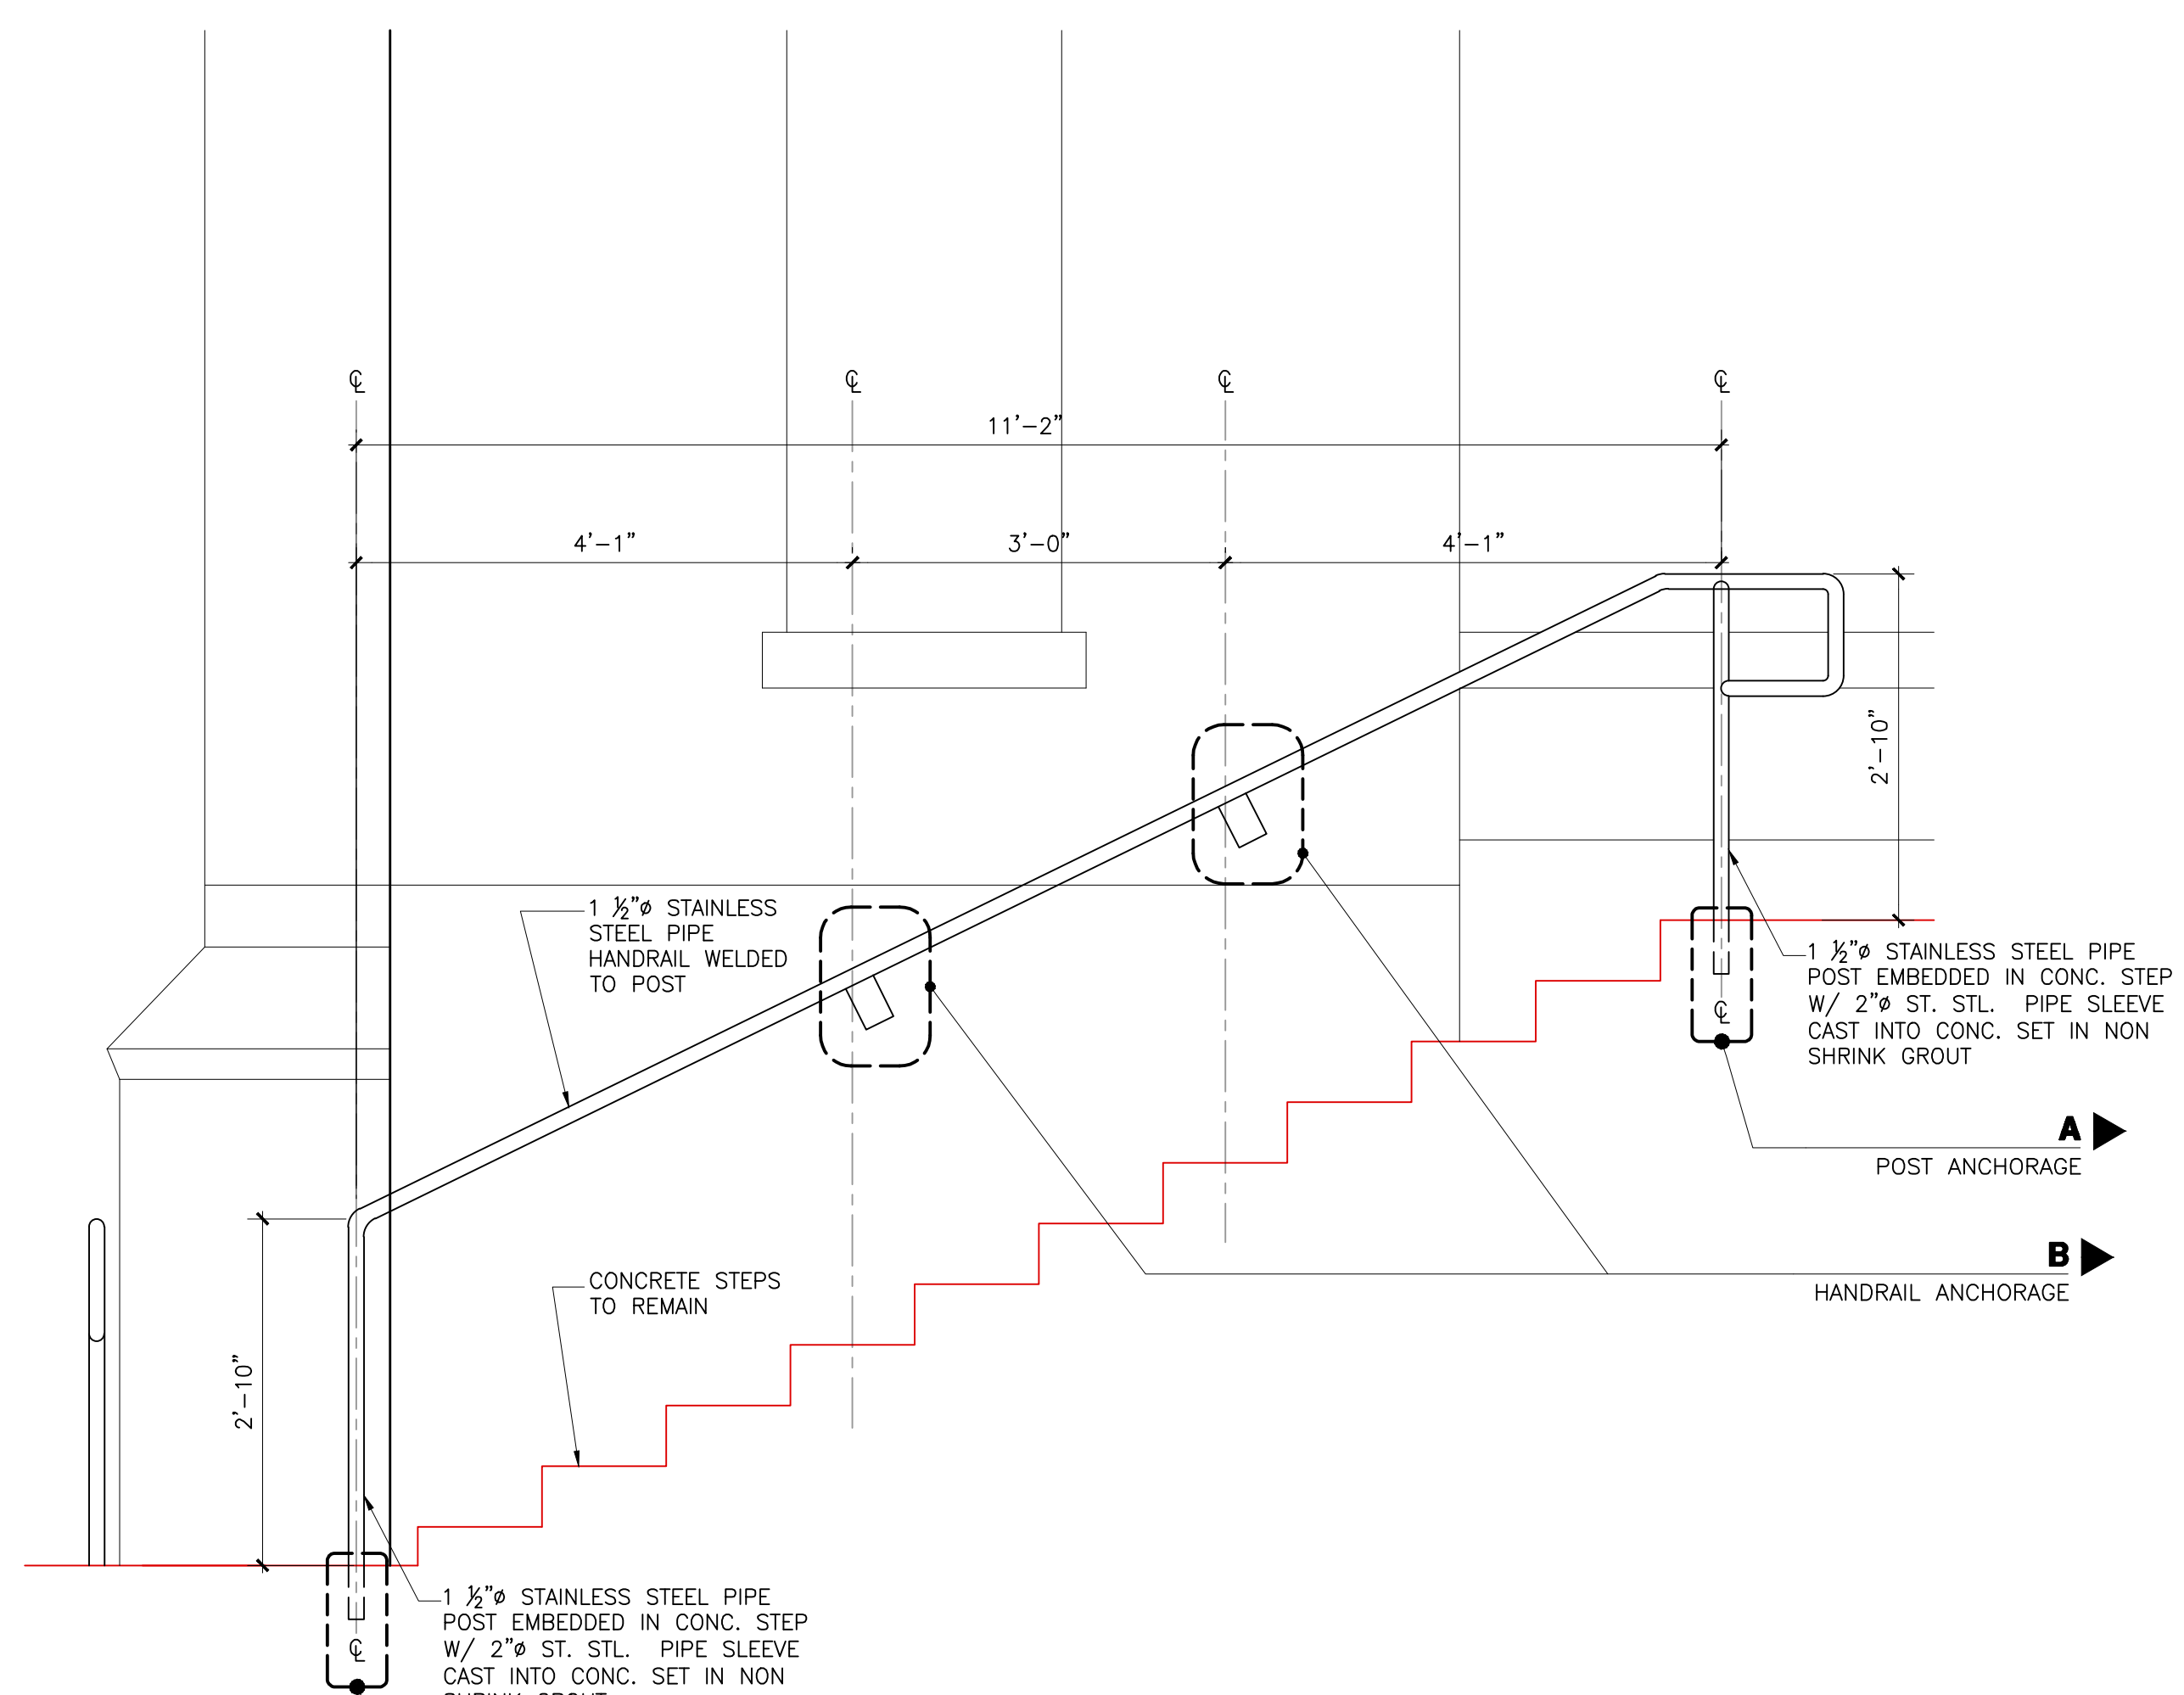 ℄ ℄ ℄ ℄
11'-2"
4'-1" 3'-0" 4'-1"
2'-10"
1 ½"ø STAINLESS
STEEL PIPE
HANDRAIL WELDED
TO POST
1 ½"ø STAINLESS STEEL PIPE
POST EMBEDDED IN CONC. STEP
W/ 2"ø ST. STL. PIPE SLEEVE
CAST INTO CONC. SET IN NON
SHRINK GROUT
℄
A
POST ANCHORAGE
B
HANDRAIL ANCHORAGE
CONCRETE STEPS
TO REMAIN
2'-10"
1 ½"ø STAINLESS STEEL PIPE
POST EMBEDDED IN CONC. STEP
W/ 2"ø ST. STL. PIPE SLEEVE
CAST INTO CONC. SET IN NON
℄